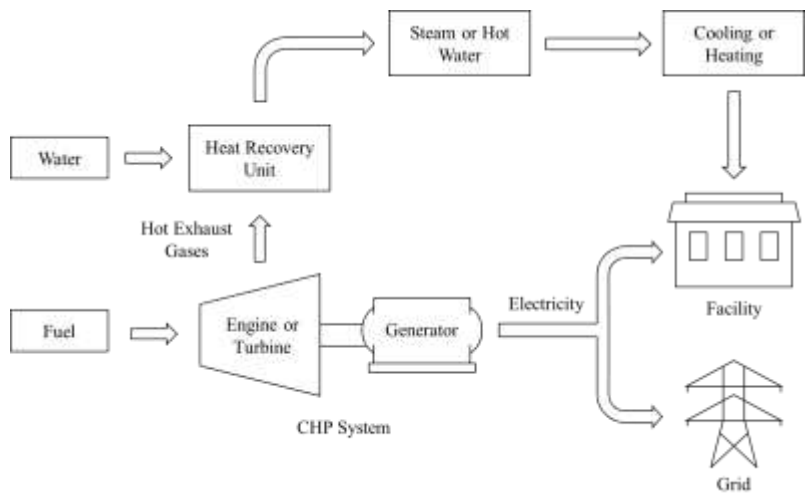 Steam or Hot
Water
Cooling or
Heating
Water
Heat Recovery
Unit
Hot Exhaust
Gases
Fuel
Engine or
Turbine
Generator
Electricity
Facility
CHP System
Grid